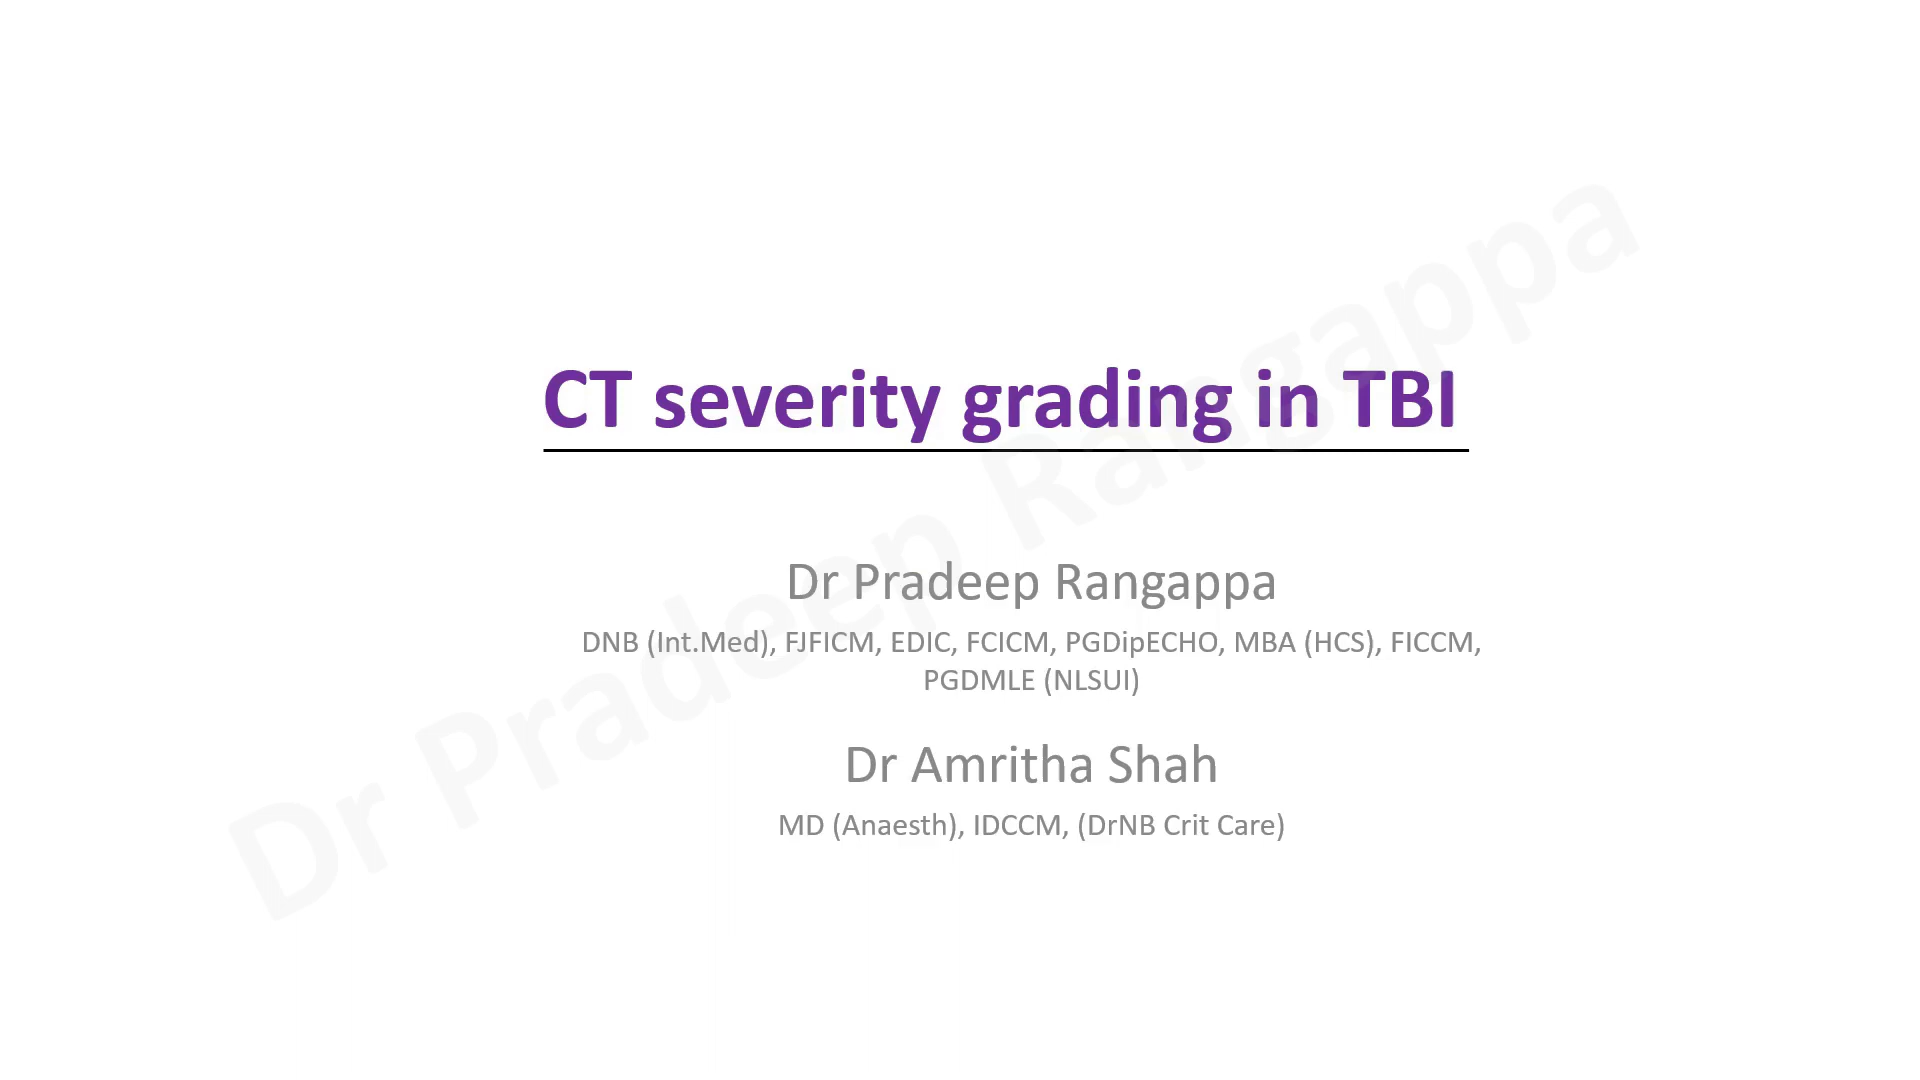 CT severity grading in TBI
Dr Pradeep Rangappa
DNB (Int.Med), FJFICM, EDIC, FCICM, PGDipECHO, MBA (HCS), FICCM,
PGDMLE (NLSUI)
Dr Amritha Shah
MD (Anaesth), IDCCM, (DrNB Crit Care)
Dr Pradeep Rangappa